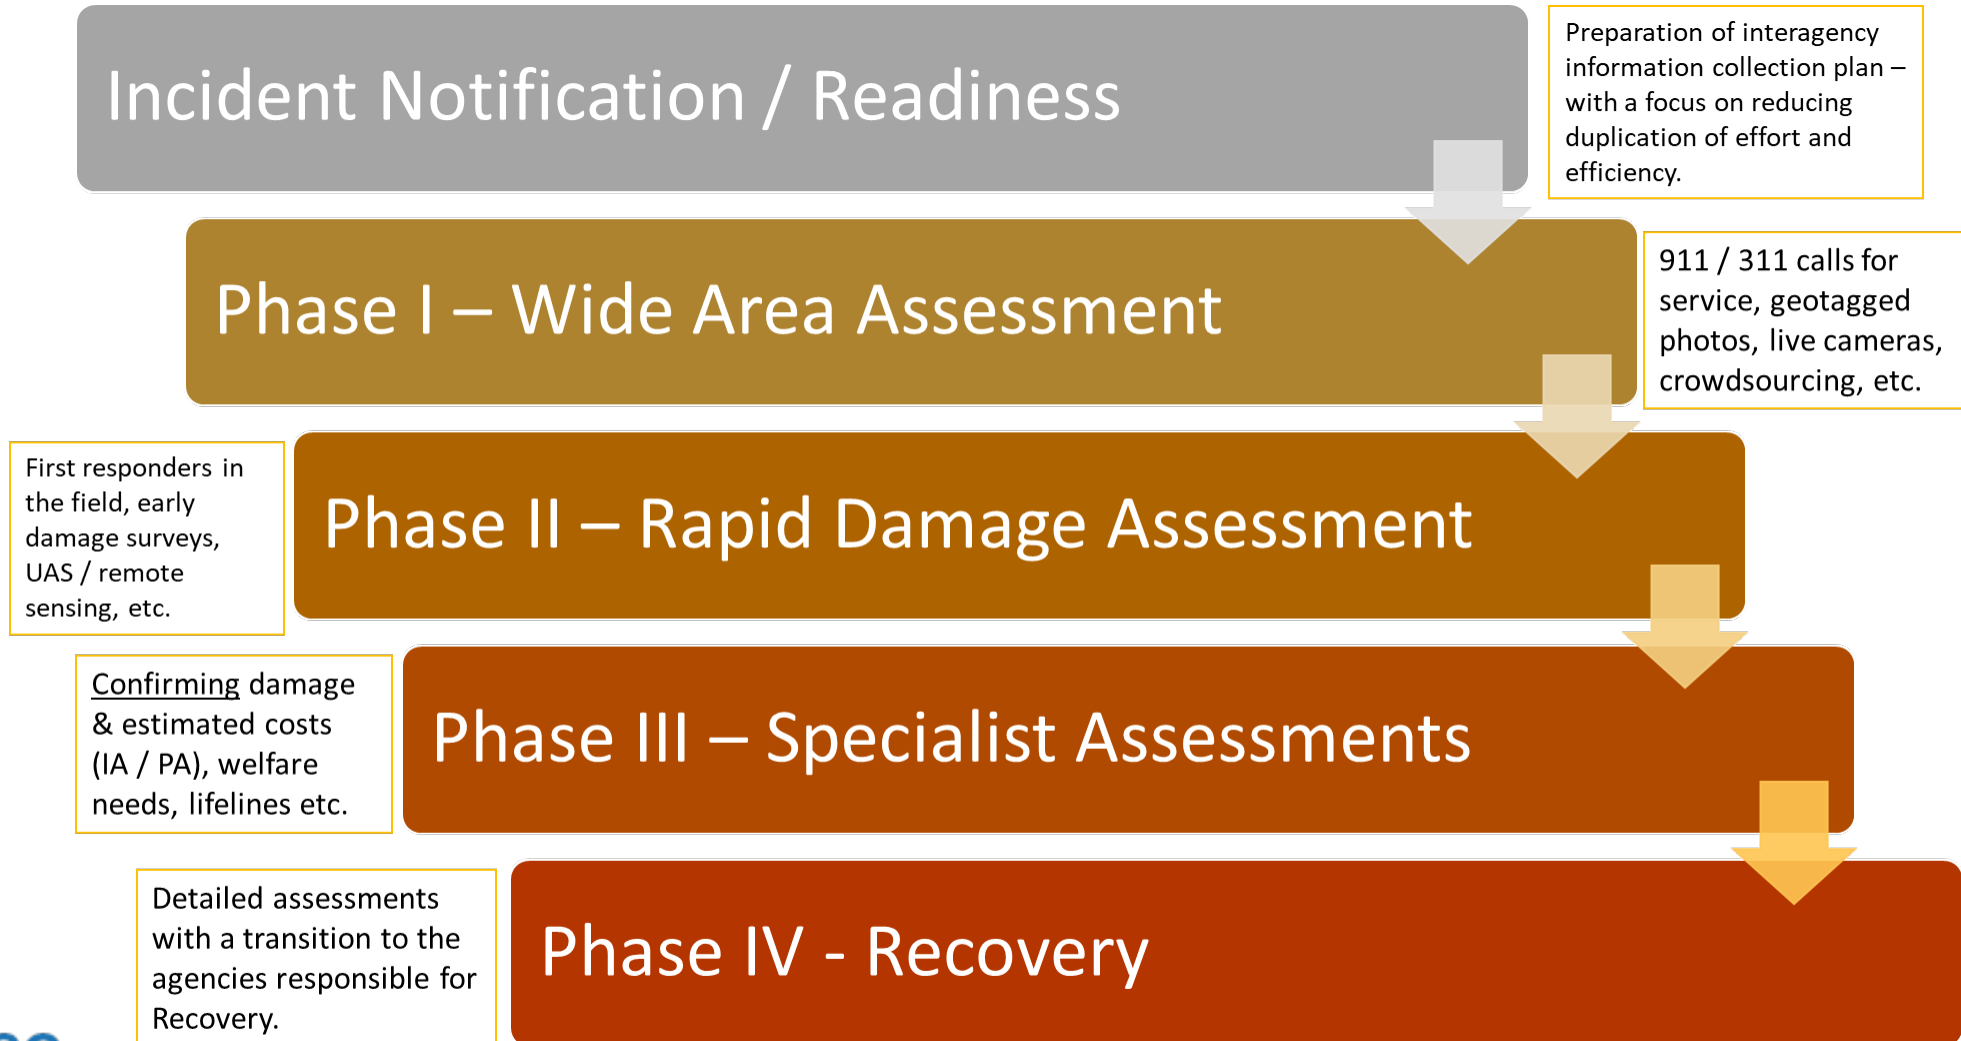 Incident Notification / Readiness
Preparation of interagency
information collection plan –
with a focus on reducing
duplication of effort and
efficiency.
Phase I – Wide Area Assessment
911 / 311 calls for
service, geotagged
photos, live cameras,
crowdsourcing, etc.
First responders in
the field, early
damage surveys,
UAS / remote
sensing, etc.
Phase II – Rapid Damage Assessment
Confirming damage
& estimated costs
(IA / PA), welfare
needs, lifelines etc.
Phase III – Specialist Assessments
Detailed assessments
with a transition to the
agencies responsible for
Recovery.
Phase IV - Recovery